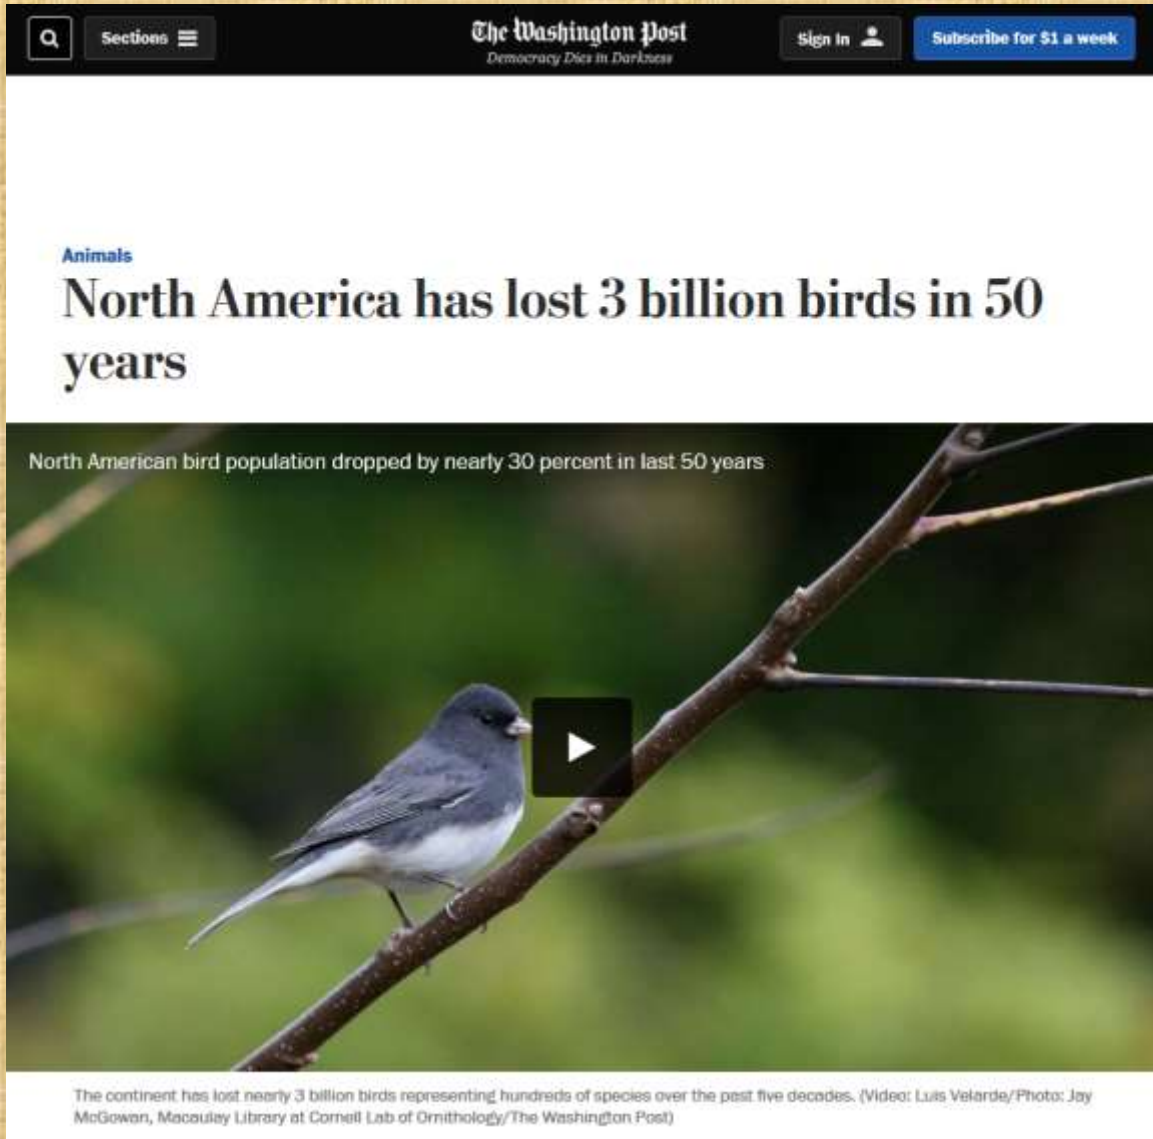 Sections
The Washington Post
Democracy Dies in Darkness
Sign In
Subscribe for $1 a week
Animals
North America has lost 3 billion birds in 50
years
North American bird population dropped by nearly 30 percent in last 50 years
The continent has lost nearly 3 billion birds representing hundreds of species over the past five decades. (Video: Luis Velarde/Photo: Jay
McGowan, Macaulay Library at Cornell Lab of Ornithology/The Washington Post)